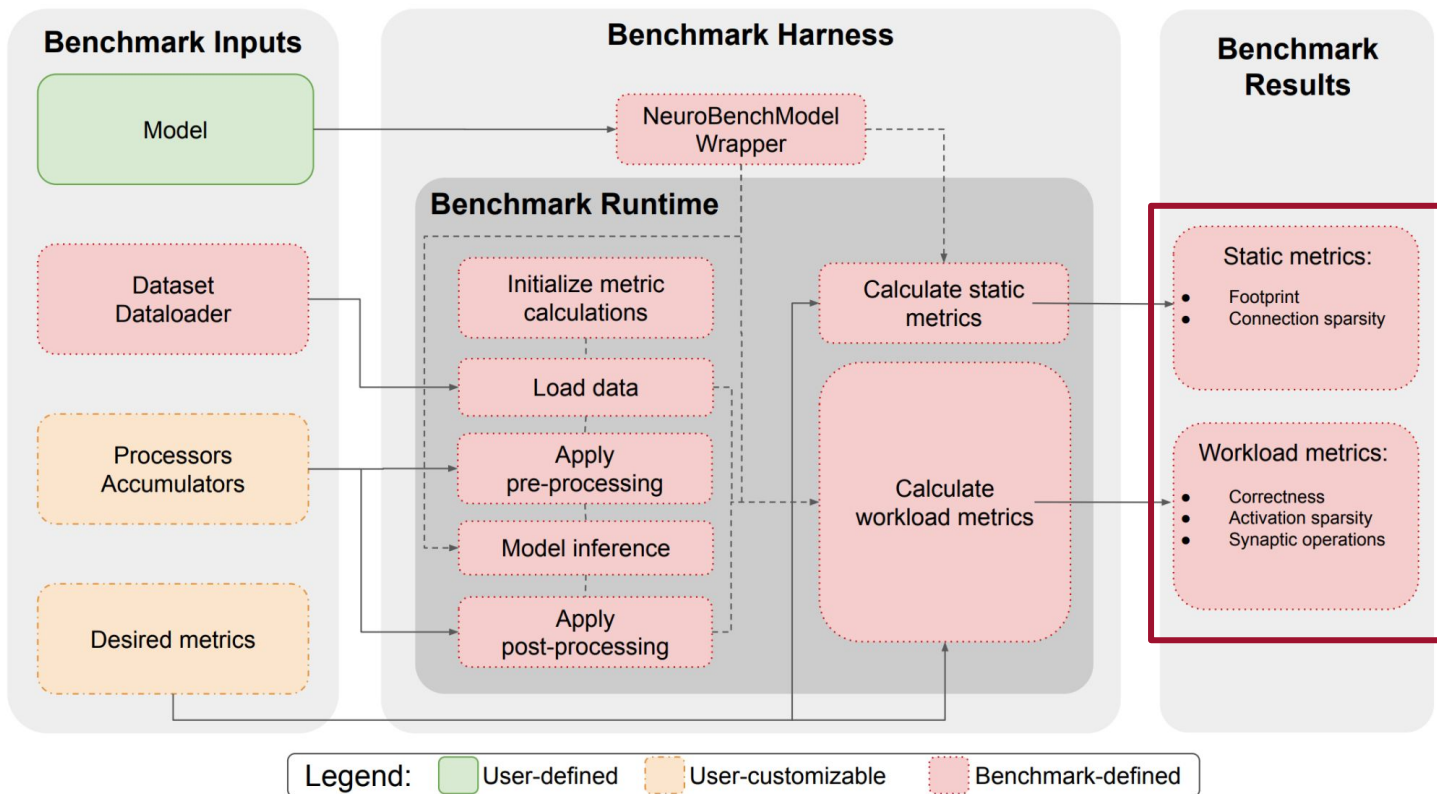 Benchmark Inputs
Model
Dataset
Dataloader
Processors
Accumulators
Desired metrics
Benchmark Harness
NeuroBenchModel
Wrapper
Benchmark Runtime
Initialize metric
calculations
Load data
Apply
pre-processing
Model inference
Apply
post-processing
Calculate static
metrics
Calculate
workload metrics
Benchmark
Results
Static metrics:
● Footprint
● Connection sparsity
Workload metrics:
● Correctness
● Activation sparsity
● Synaptic operations
Legend: User-defined User-customizable Benchmark-defined